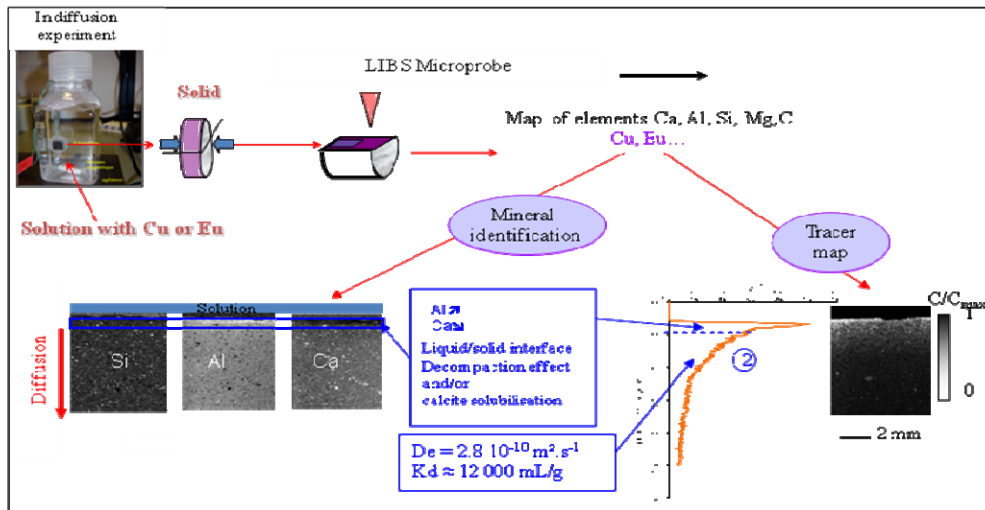 In diffusion
experiment
LIBS Microprobe
Solid
Map of elements Ca, Al, Si, Mg,C
Cu, Eu...
Solution with Cu or Eu
Mineral
identification
Tracer
map
Solution
Si
Al
Ca
Diffusion
Al ↗
Ca ↘
Liquid/solid interface
Decompaction effect
and/or
calcite solubilisation
2
C/Cmax
1
0
2 mm
De = 2.8 10⁻¹⁰ m².s⁻¹
Kd ≈ 12 000 mL/g